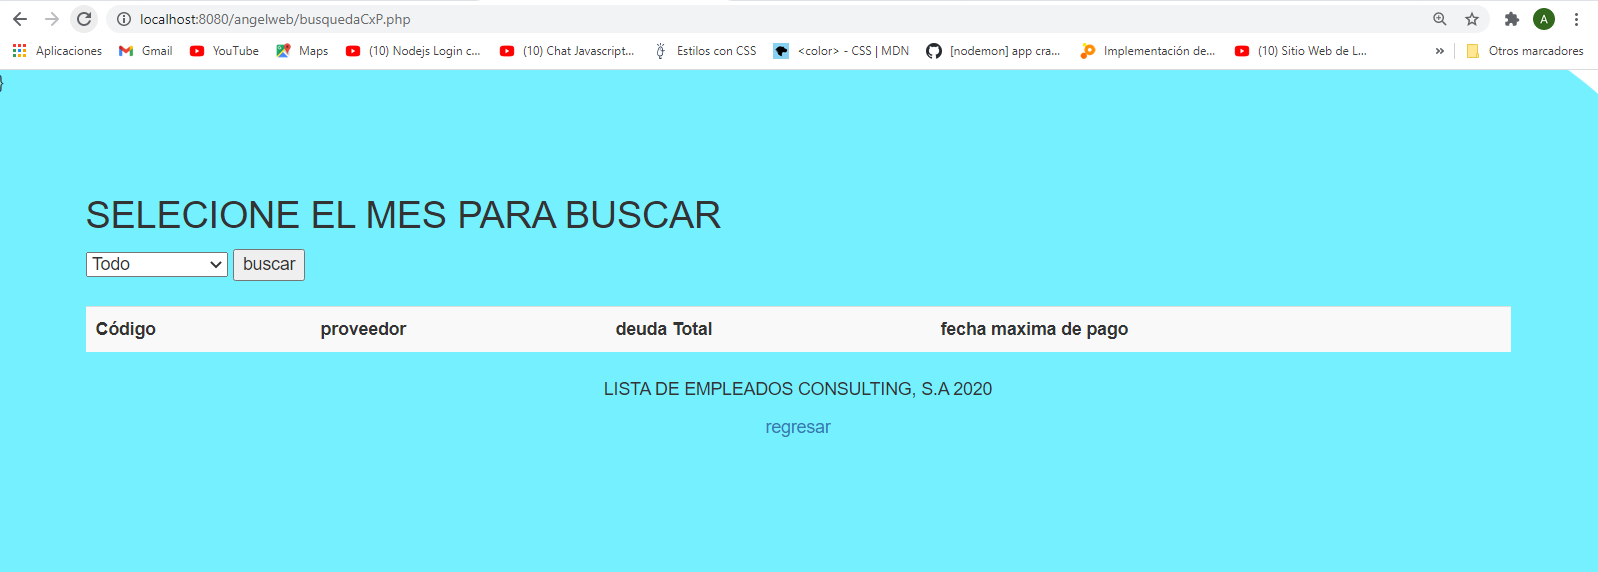 localhost:8080/angelweb/busquedaCxP.php
A
Aplicaciones Gmail YouTube Maps (10) Nodejs Login c... (10) Chat Javascript... Estilos con CSS <color> - CSS | MDN [nodemon] app cra... Implementación de... (10) Sitio Web de L... » Otros marcadores
}
SELECIONE EL MES PARA BUSCAR
Todo buscar
Código proveedor deuda Total fecha maxima de pago
LISTA DE EMPLEADOS CONSULTING, S.A 2020
regresar